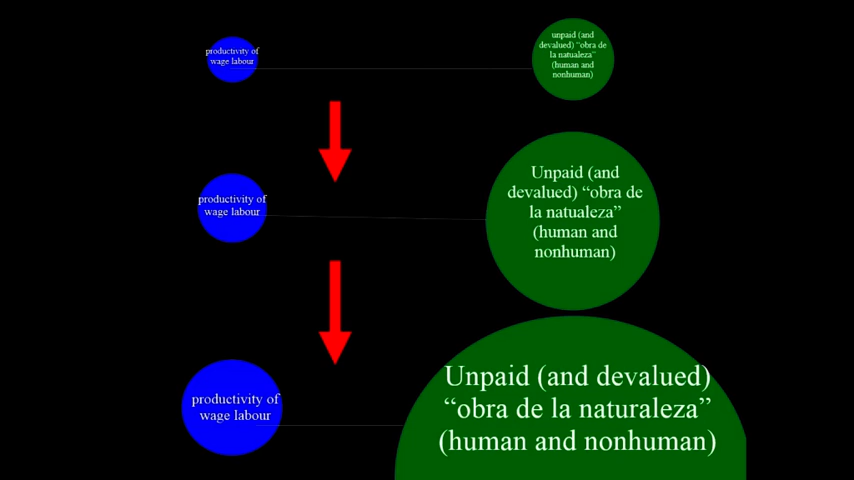 productivity of
wage labour
unpaid (and
devalued) “obra de
la natualeza”
(human and
nonhuman)
productivity of
wage labour
Unpaid (and
devalued) “obra de
la natualeza”
(human and
nonhuman)
productivity of
wage labour
Unpaid (and devalued)
“obra de la naturaleza”
(human and nonhuman)